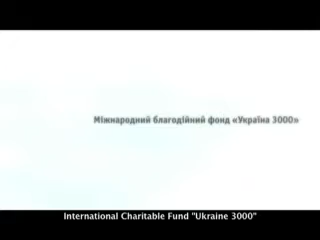 Міжнародний благодійний фонд «Україна 3000»
International Charitable Fund "Ukraine 3000"